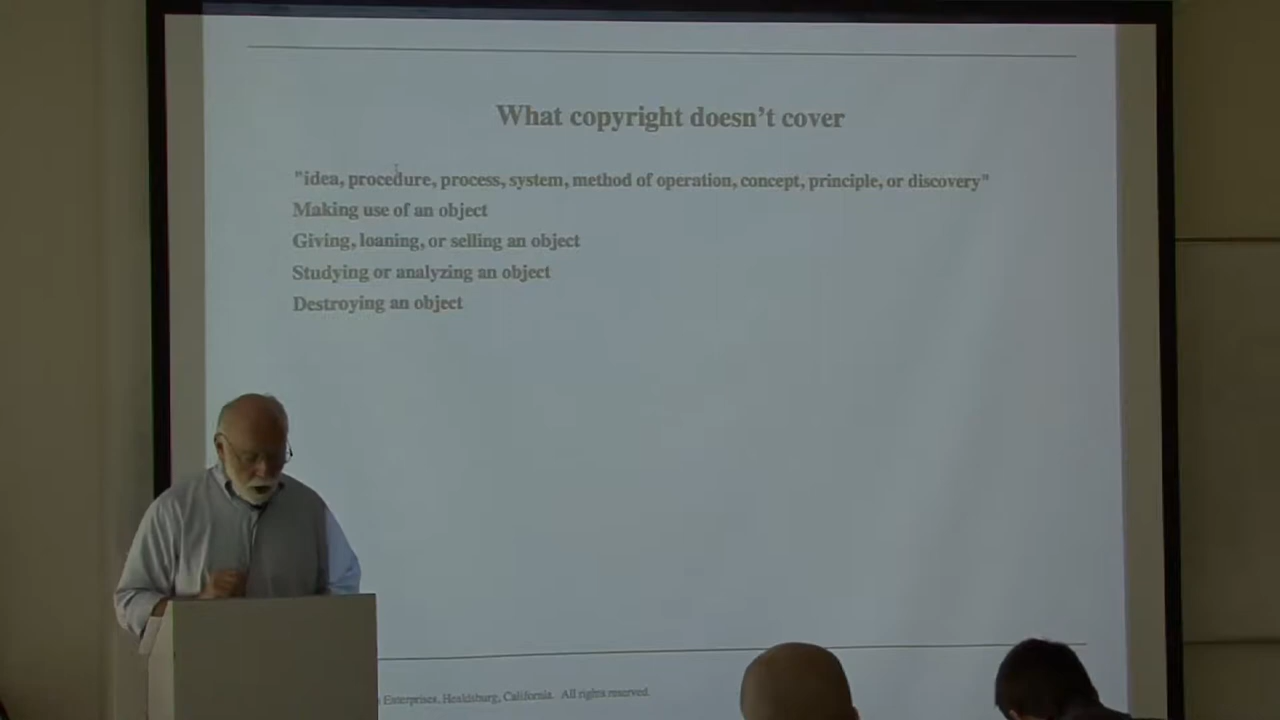 What copyright doesn't cover
"idea, procedure, process, system, method of operation, concept, principle, or discovery"
Making use of an object
Giving, loaning, or selling an object
Studying or analyzing an object
Destroying an object
Enterprises, Healdsburg, California. All rights reserved.